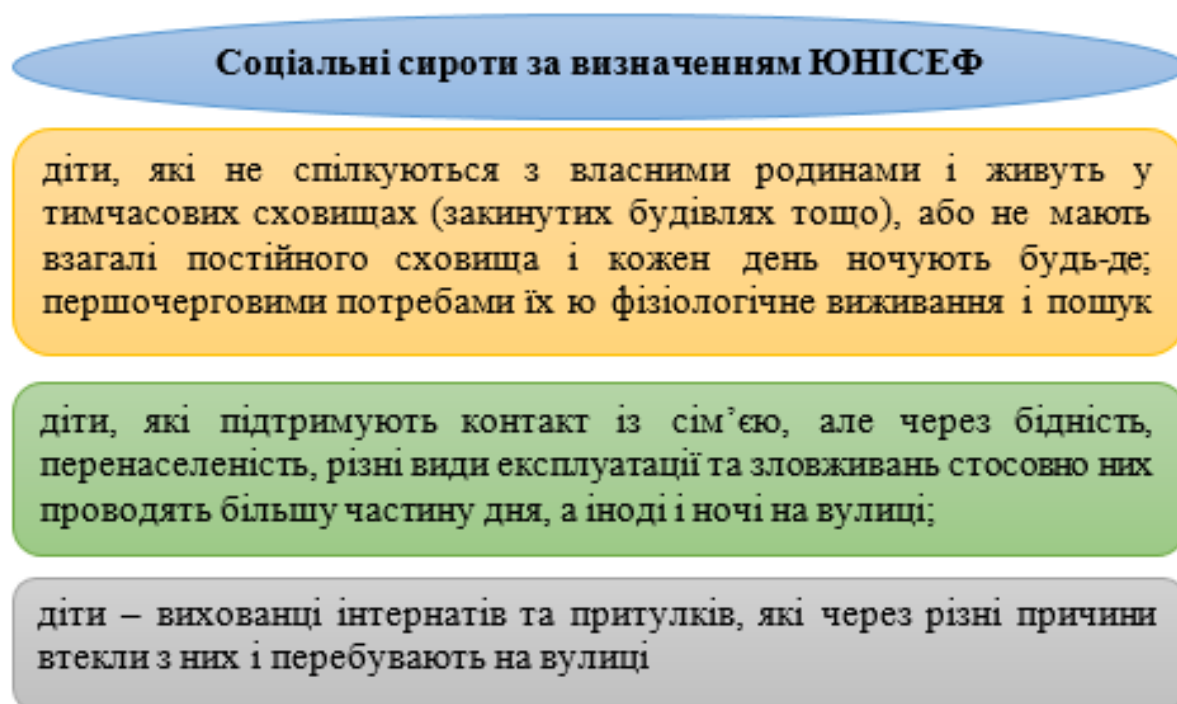 Соціальні сироти за визначенням ЮНІСЕФ
діти, які не спілкуються з власними родинами і живуть у
тимчасових сховищах (закинутих будівлях тощо), або не мають
взагалі постійного сховища і кожен день ночують будь-де;
першочерговими потребами їх ю фізіологічне виживання і пошук
діти, які підтримують контакт із сім’єю, але через бідність,
перенаселеність, різні види експлуатації та зловживань стосовно них
проводять більшу частину дня, а іноді і ночі на вулиці;
діти – вихованці інтернатів та притулків, які через різні причини
втекли з них і перебувають на вулиці